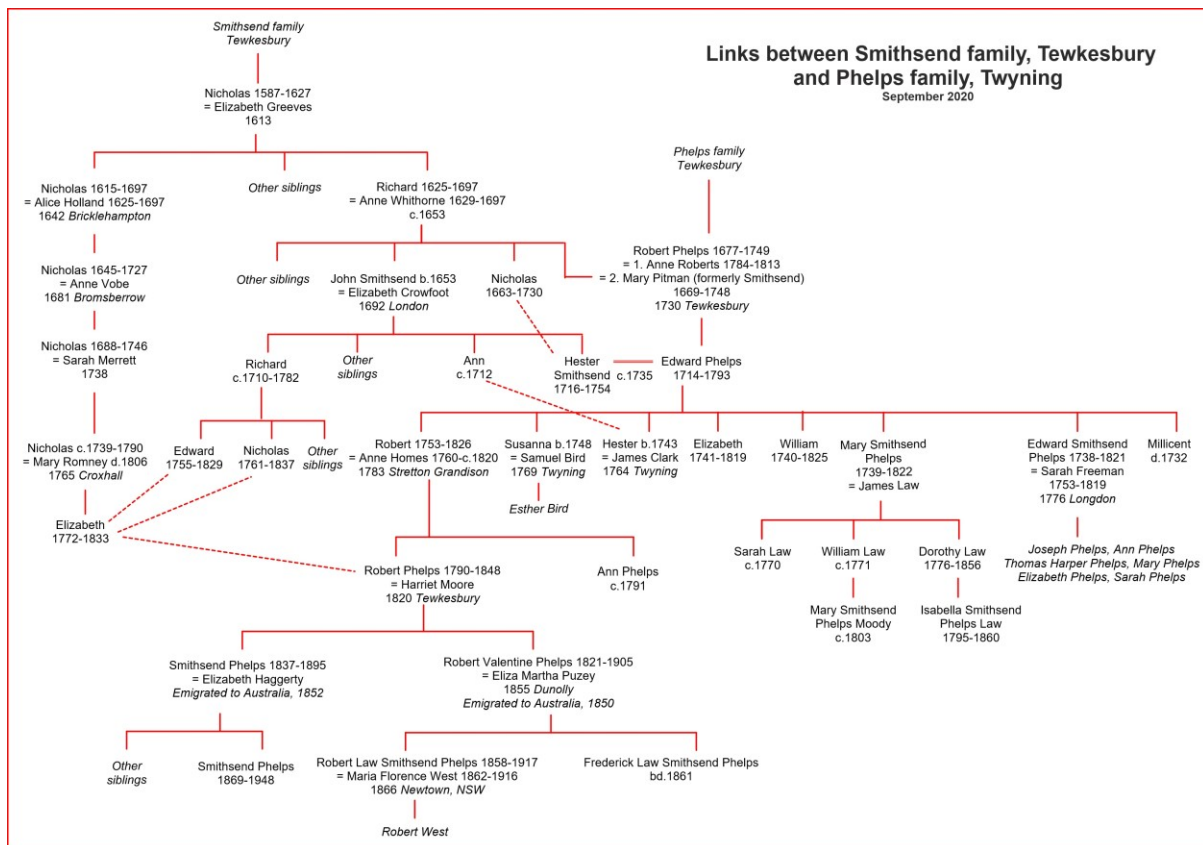 Smithsend family
Tewkesbury
Links between Smithsend family, Tewkesbury
and Phelps family, Twyning
September 2020
Nicholas 1587-1627
= Elizabeth Greeves
1613
Phelps family
Tewkesbury
Nicholas 1615-1697
= Alice Holland 1625-1697
1642 Bricklehampton
Other siblings
Richard 1625-1697
= Anne Whithorne 1629-1697
c.1653
Nicholas 1645-1727
= Anne Vobe
1681 Bromsberrow
Other siblings
John Smithsend b.1653
= Elizabeth Crowfoot
1692 London
Nicholas
1663-1730
Robert Phelps 1677-1749
= 1. Anne Roberts 1784-1813
= 2. Mary Pitman (formerly Smithsend)
1669-1748
1730 Tewkesbury
Nicholas 1688-1746
= Sarah Merrett
1738
Richard
c.1710-1782
Other
siblings
Ann
c.1712
Hester
Smithsend
1716-1754
c.1735
Edward Phelps
1714-1793
Nicholas c.1739-1790
= Mary Romney d.1806
1765 Croxhall
Edward
1755-1829
Nicholas
1761-1837
Other
siblings
Robert 1753-1826
= Anne Homes 1760-c.1820
1783 Stretton Grandison
Susanna b.1748
= Samuel Bird
1769 Twyning
Hester b.1743
= James Clark
1764 Twyning
Elizabeth
1741-1819
William
1740-1825
Mary Smithsend
Phelps
1739-1822
= James Law
Edward Smithsend
Phelps 1738-1821
= Sarah Freeman
1753-1819
1776 Longdon
Millicent
d.1732
Elizabeth
1772-1833
Esther Bird
Robert Phelps 1790-1848
= Harriet Moore
1820 Tewkesbury
Ann Phelps
c.1791
Sarah Law
c.1770
William Law
c.1771
Dorothy Law
1776-1856
Joseph Phelps, Ann Phelps
Thomas Harper Phelps, Mary Phelps
Elizabeth Phelps, Sarah Phelps
Mary Smithsend
Phelps Moody
c.1803
Isabella Smithsend
Phelps Law
1795-1860
Smithsend Phelps 1837-1895
= Elizabeth Haggerty
Emigrated to Australia, 1852
Robert Valentine Phelps 1821-1905
= Eliza Martha Puzey
1855 Dunolly
Emigrated to Australia, 1850
Other
siblings
Smithsend Phelps
1869-1948
Robert Law Smithsend Phelps 1858-1917
= Maria Florence West 1862-1916
1866 Newtown, NSW
Frederick Law Smithsend Phelps
bd.1861
Robert West